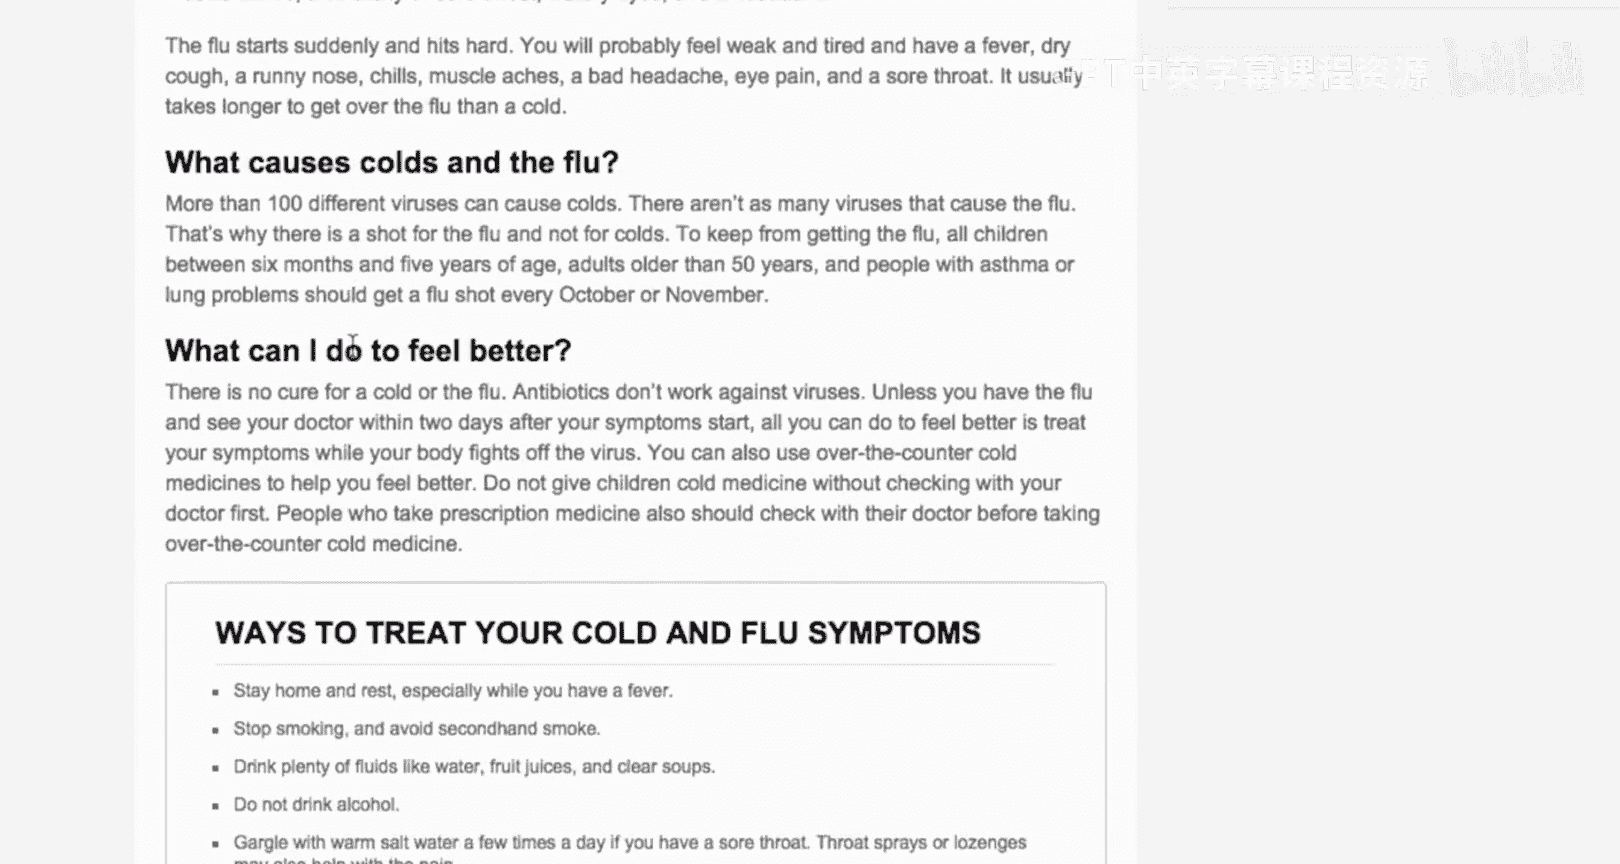 The flu starts suddenly and hits hard. You will probably feel weak and tired and have a fever, dry
cough, a runny nose, chills, muscle aches, a bad headache, eye pain, and a sore throat. It usually
takes longer to get over the flu than a cold.
中英字幕课程资源
What causes colds and the flu?
More than 100 different viruses can cause colds. There aren't as many viruses that cause the flu.
That's why there is a shot for the flu and not for colds. To keep from getting the flu, all children
between six months and five years of age, adults older than 50 years, and people with asthma or
lung problems should get a flu shot every October or November.
What can I do to feel better?
There is no cure for a cold or the flu. Antibiotics don't work against viruses. Unless you have the flu
and see your doctor within two days after your symptoms start, all you can do to feel better is treat
your symptoms while your body fights off the virus. You can also use over-the-counter cold
medicines to help you feel better. Do not give children cold medicine without checking with your
doctor first. People who take prescription medicine also should check with their doctor before taking
over-the-counter cold medicine.
WAYS TO TREAT YOUR COLD AND FLU SYMPTOMS
▪ Stay home and rest, especially while you have a fever.
▪ Stop smoking, and avoid secondhand smoke.
▪ Drink plenty of fluids like water, fruit juices, and clear soups.
▪ Do not drink alcohol.
▪ Gargle with warm salt water a few times a day if you have a sore throat. Throat sprays or lozenges
may also help with the pain.